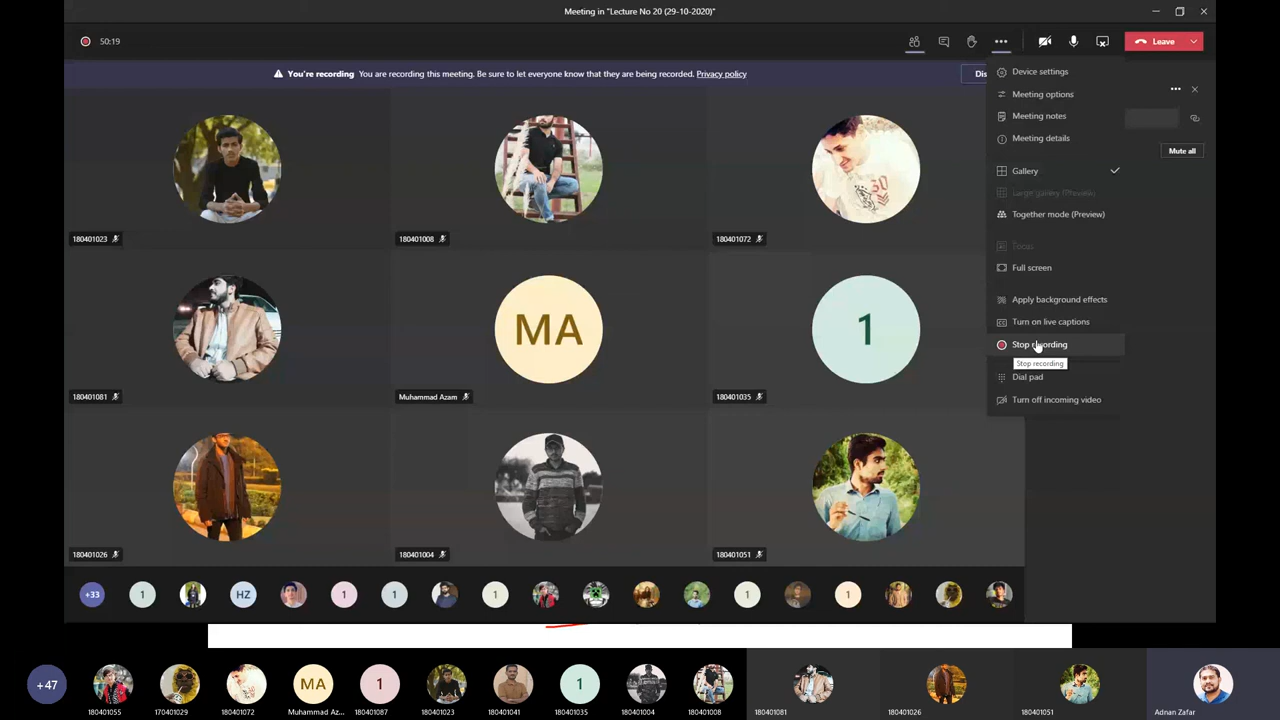 Meeting in "Lecture No 20 (29-10-2020)"
50:19
Leave
You're recording You are recording this meeting. Be sure to let everyone know that they are being recorded. Privacy policy
Dis
Device settings
Meeting options
Meeting notes
Meeting details
Mute all
Gallery
Large gallery (Preview)
Together mode (Preview)
Focus
Full screen
Apply background effects
Turn on live captions
Stop recording
Stop recording
Dial pad
Turn off incoming video
180401023
180401008
180401072
MA
1
180401081
Muhammad Azam
180401035
180401026
180401004
180401051
+33
1
HZ
1
1
1
1
1
+47
MA
1
1
180401055
170401029
180401072
Muhammad Az...
180401087
180401023
180401041
180401035
180401004
180401008
180401081
180401026
180401051
Adnan Zafar